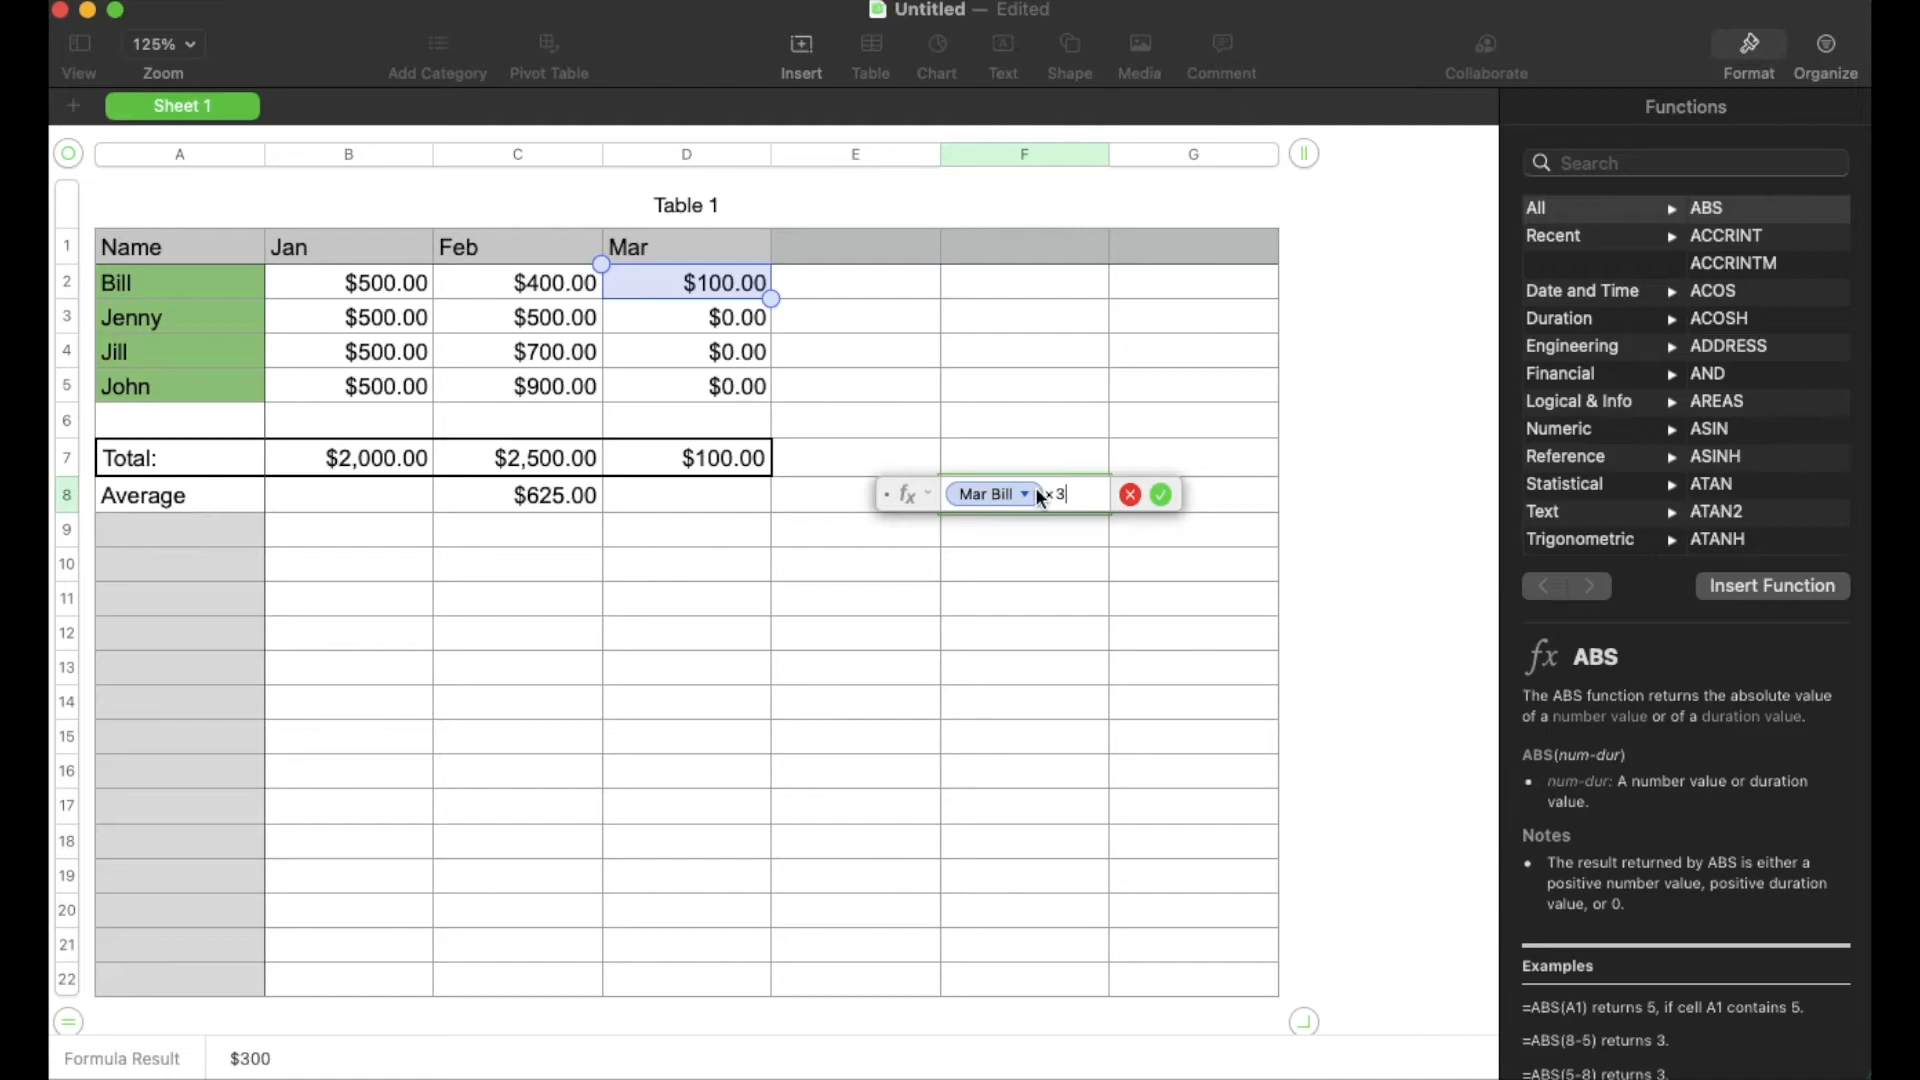 Untitled — Edited
125%
View Zoom Add Category Pivot Table Insert Table Chart Text Shape Media Comment Collaborate Format Organize
+ Sheet 1
Functions
A B C D E F G
Search
Table 1
1 Name Jan Feb Mar
2 Bill $500.00 $400.00 $100.00
3 Jenny $500.00 $500.00 $0.00
4 Jill $500.00 $700.00 $0.00
5 John $500.00 $900.00 $0.00
6
7 Total: $2,000.00 $2,500.00 $100.00
8 Average $625.00
fx Mar Bill ×3
9
10
11
12
13
14
15
16
17
18
19
20
21
22
Formula Result $300
All ABS
Recent ACCRINT
ACCRINTM
Date and Time ACOS
Duration ACOSH
Engineering ADDRESS
Financial AND
Logical & Info AREAS
Numeric ASIN
Reference ASINH
Statistical ATAN
Text ATAN2
Trigonometric ATANH
Insert Function
fx ABS
The ABS function returns the absolute value
of a number value or of a duration value.
ABS(num-dur)
• num-dur: A number value or duration
value.
Notes
• The result returned by ABS is either a
positive number value, positive duration
value, or 0.
Examples
=ABS(A1) returns 5, if cell A1 contains 5.
=ABS(8-5) returns 3.
=ABS(5-8) returns 3.